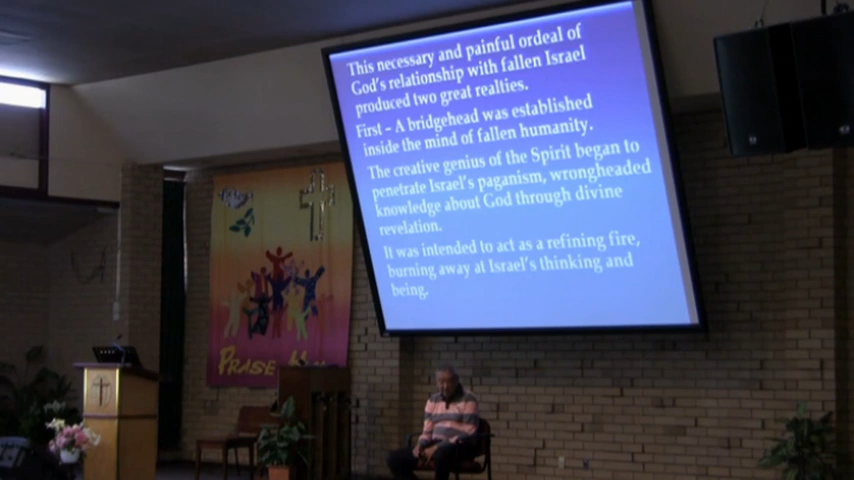 This necessary and painful ordeal of
God's relationship with fallen Israel
produced two great realties.
First - A bridgehead was established
inside the mind of fallen humanity.
The creative genius of the Spirit began to
penetrate Israel's paganism, wrongheaded
knowledge about God through divine
revelation.
It was intended to act as a refining fire,
burning away at Israel's thinking and
being.
PRAISE